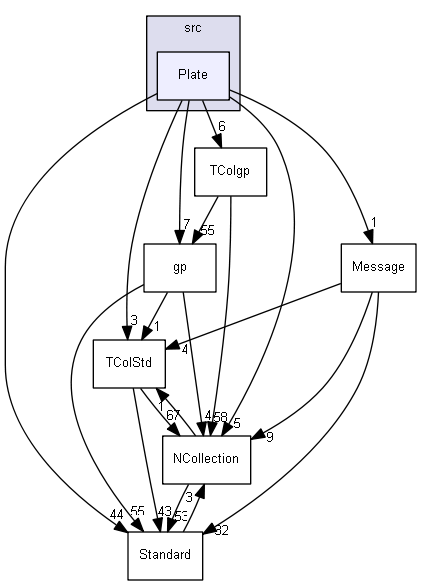 src
Plate
6
TColgp
1
7
55
gp
Message
3
1
4
TColStd
1
67
4
58
5
9
NCollection
3
44
55
43
53
32
Standard